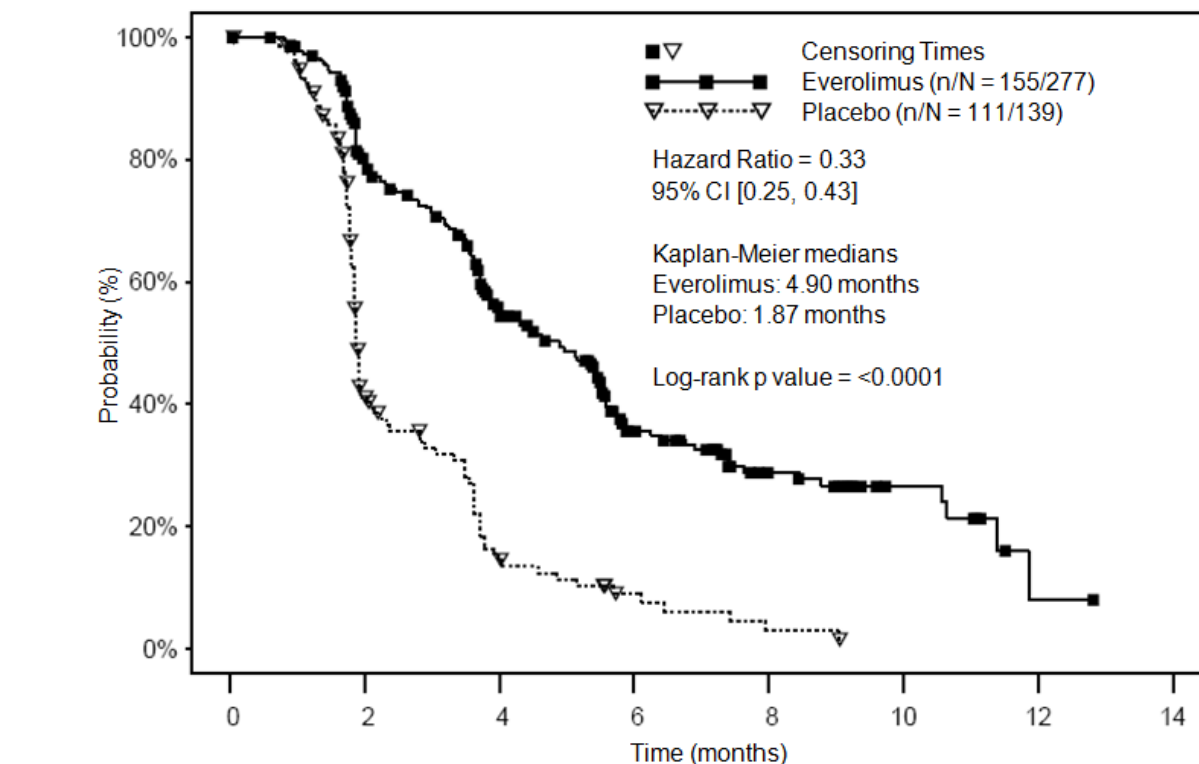 100%
80%
60%
40%
20%
0%
Probability (%)
Censoring Times
Everolimus (n/N = 155/277)
Placebo (n/N = 111/139)
Hazard Ratio = 0.33
95% CI [0.25, 0.43]
Kaplan-Meier medians
Everolimus: 4.90 months
Placebo: 1.87 months
Log-rank p value = <0.0001
0 2 4 6 8 10 12 14
Time (months)